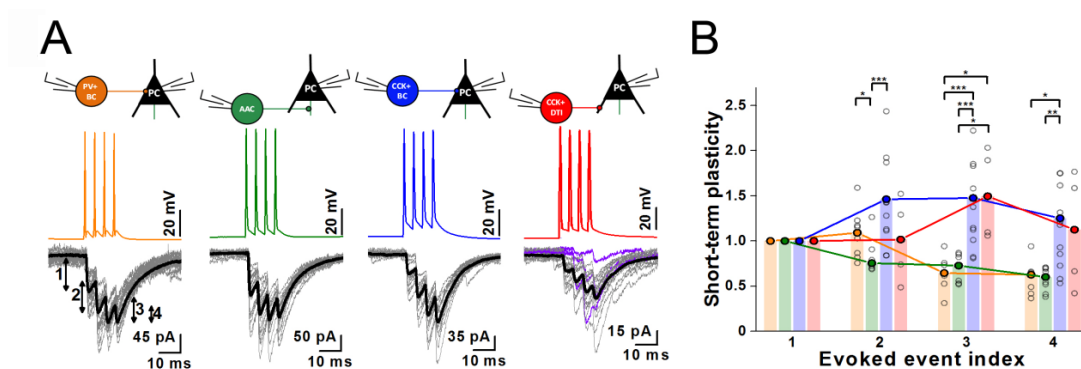 A
PV+
BC
PC
AAC
PC
CCK+
BC
PC
CCK+
DTI
PC
20 mV
20 mV
20 mV
20 mV
1
2
3
4
45 pA
10 ms
50 pA
10 ms
35 pA
10 ms
15 pA
10 ms
B
Short-term plasticity
2.5
2.0
1.5
1.0
0.5
0
* ***
* *** *** *
* **
1 2 3 4
Evoked event index